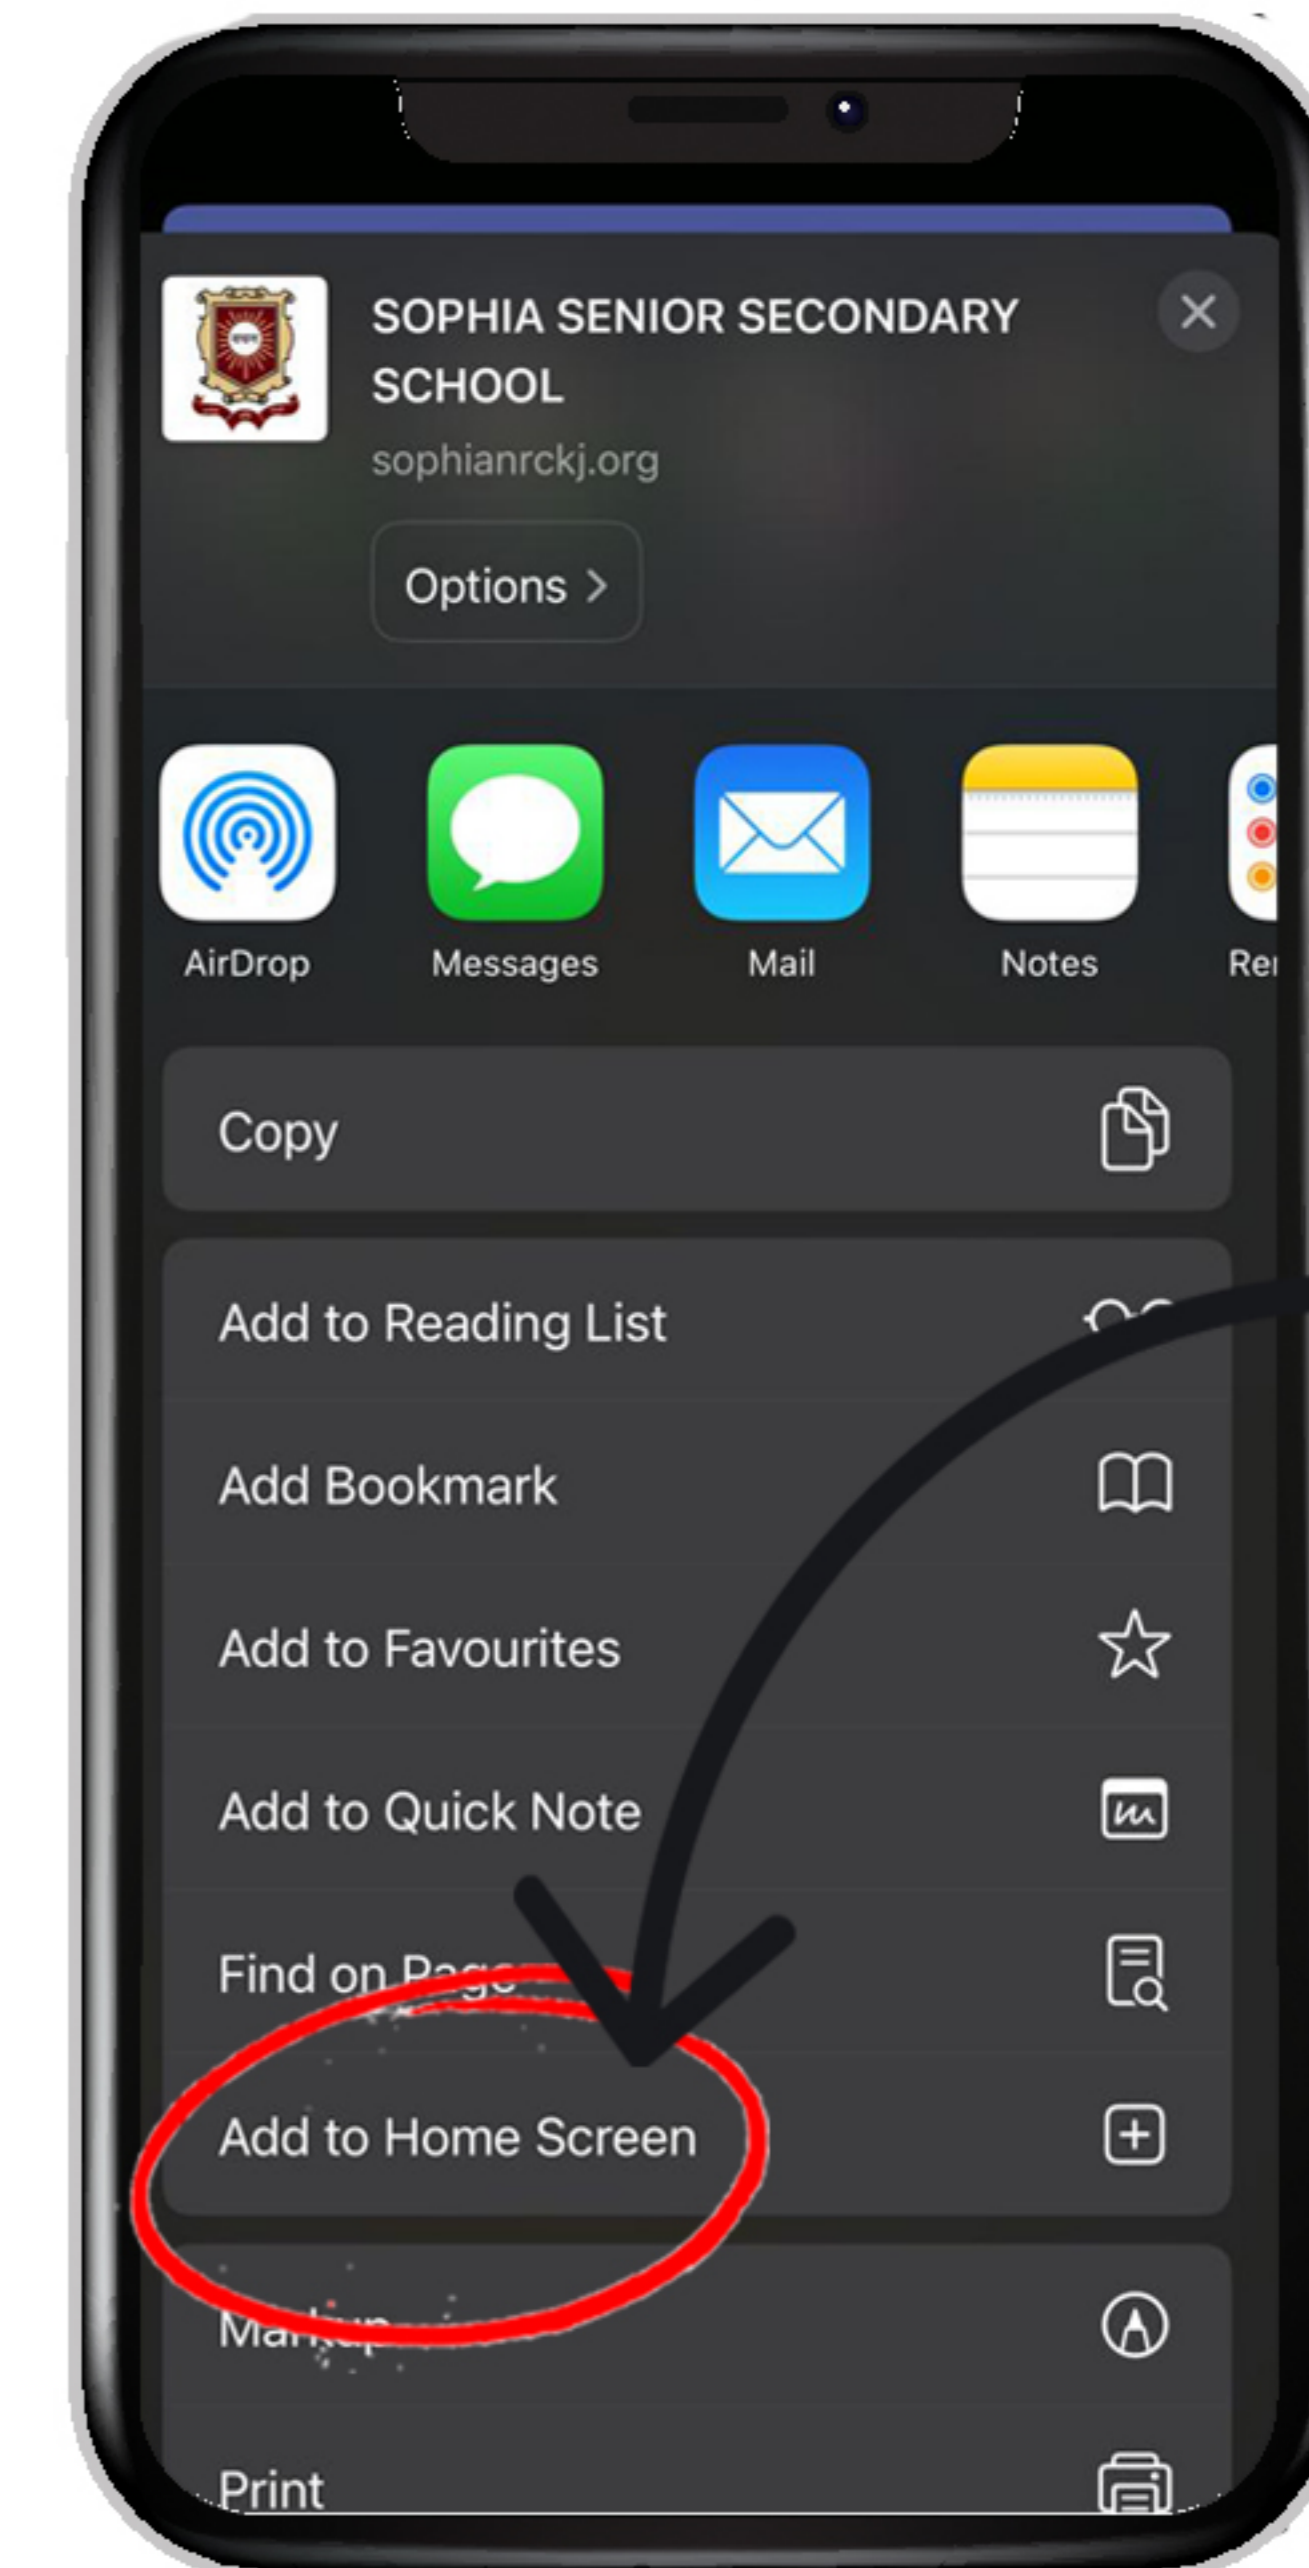 SOPHIA SENIOR SECONDARY
SCHOOL
sophianrckj.org
Options
AirDrop
Messages
Mail
Notes
Copy
Add to Reading List
Add Bookmark
Add to Favourites
Add to Quick Note
Find on Page
Add to Home Screen
Markup
Print